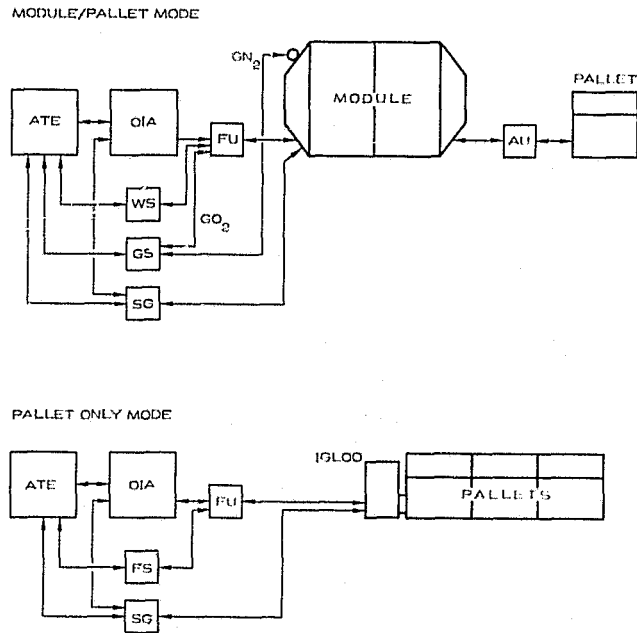 MODULE/PALLET MODE
GN2
PALLET
ATE
OIA
MODULE
FU
AU
WS
GO2
GS
SG
PALLET ONLY MODE
IGLOO
ATE
OIA
FU
PALLETS
FS
SG